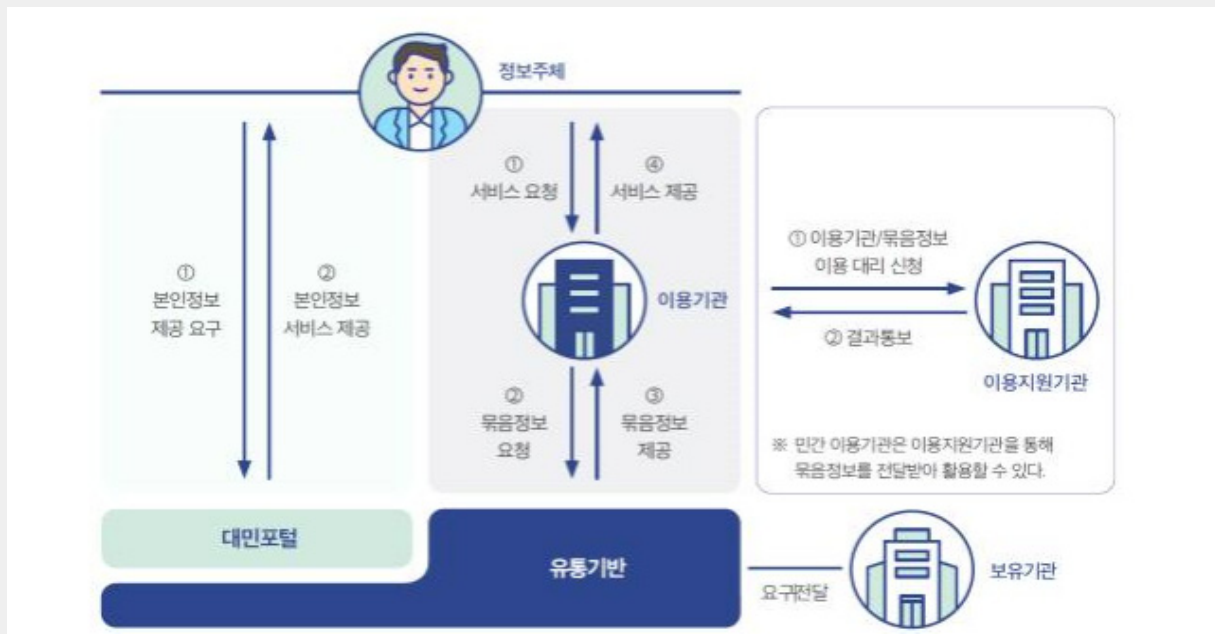 정보주체
①
본인정보
제공 요구
②
본인정보
서비스 제공
①
서비스 요청
④
서비스 제공
이용기관
②
묶음정보
요청
③
묶음정보
제공
① 이용기관/묶음정보
이용 대리 신청
② 결과통보
이용지원기관
※ 민간 이용기관은 이용지원기관을 통해
묶음정보를 전달받아 활용할 수 있다.
대민포털
유통기반
요구전달
보유기관